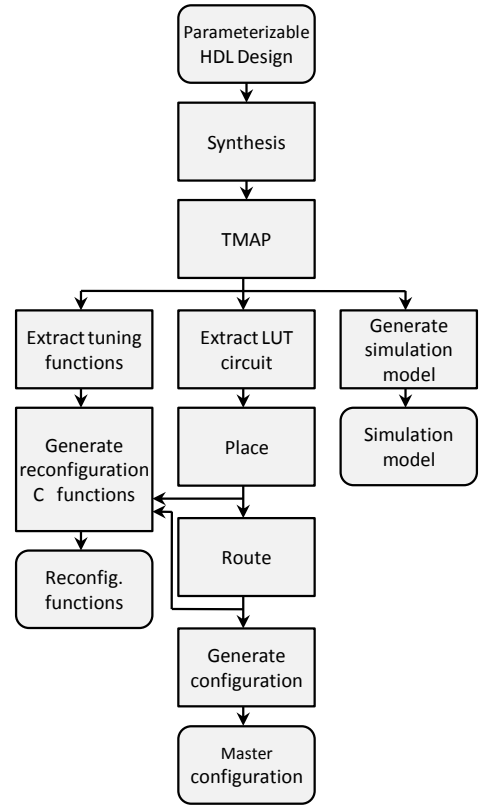 Parameterizable
HDL Design
Synthesis
TMAP
Extract tuning
functions
Extract LUT
circuit
Generate
simulation
model
Generate
reconfiguration
C functions
Place
Simulation
model
Route
Reconfig.
functions
Generate
configuration
Master
configuration